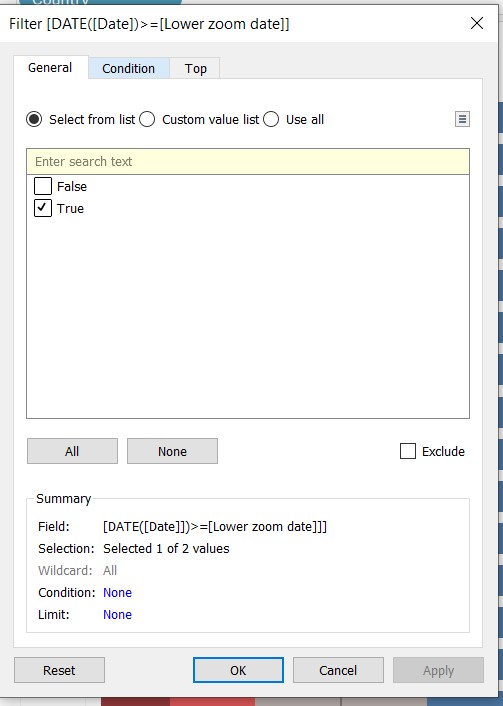 Country
Filter [DATE([Date])>=[Lower zoom date]]
General Condition Top
Select from list Custom value list Use all
Enter search text
False
True
All None Exclude
Summary
Field: [DATE([Date]])>=[Lower zoom date]]]
Selection: Selected 1 of 2 values
Wildcard: All
Condition: None
Limit: None
Reset OK Cancel Apply